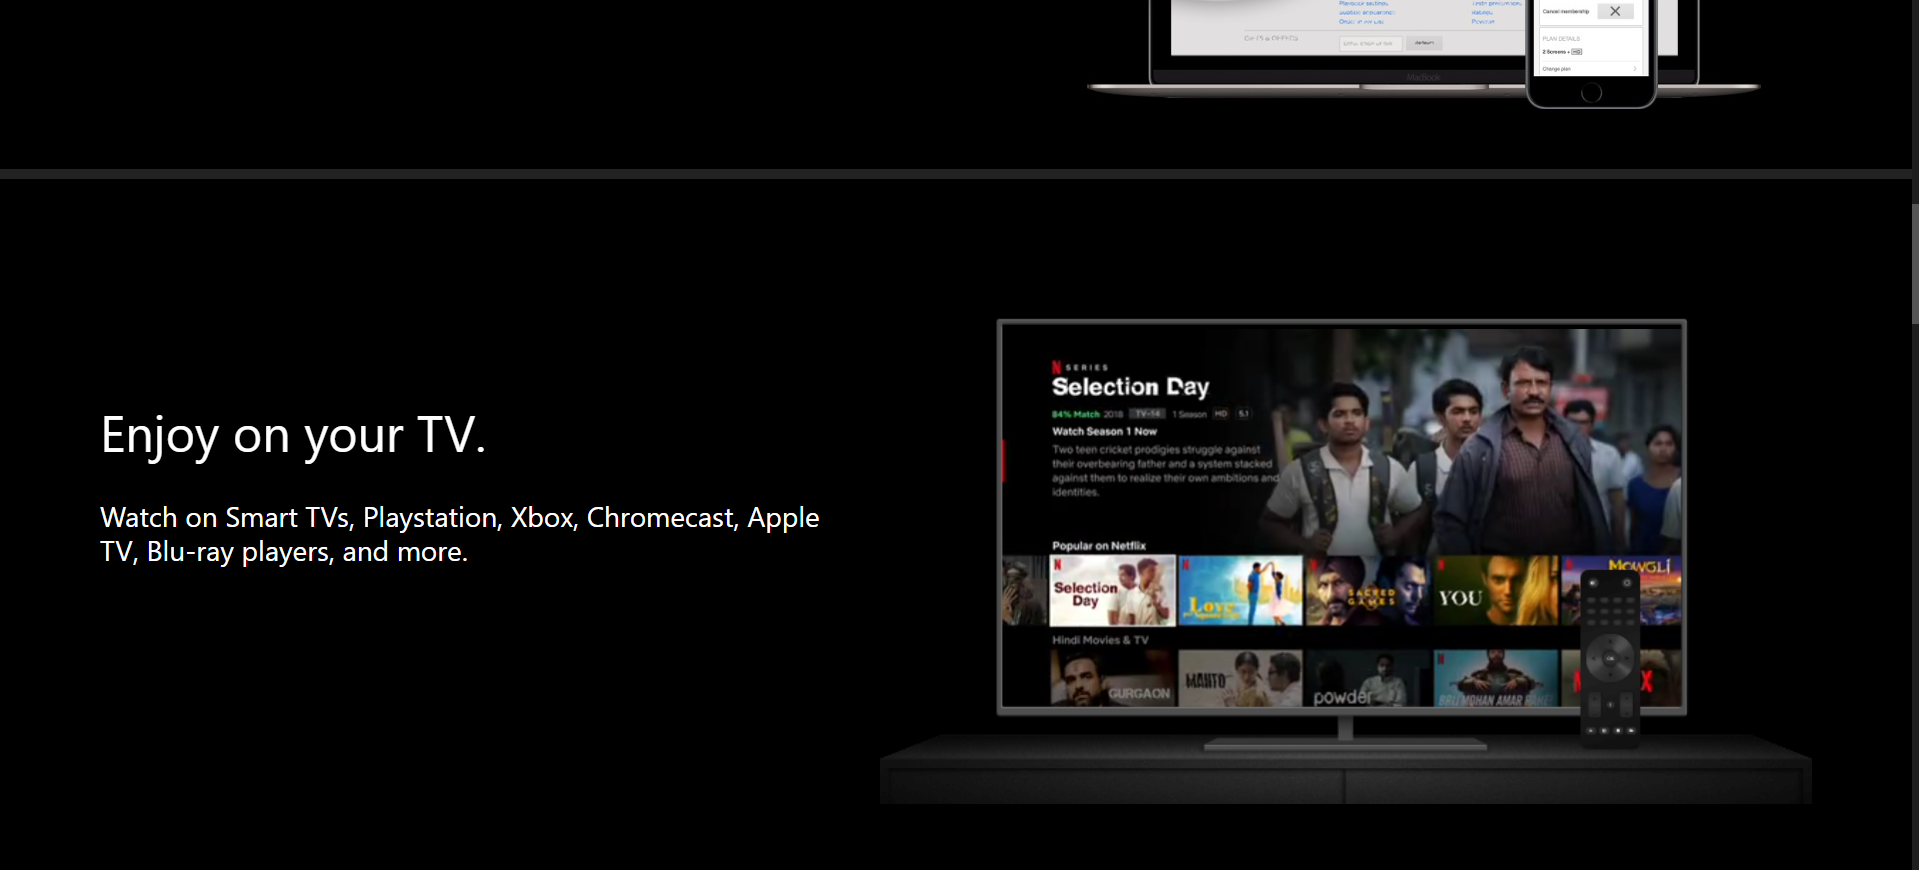 Cancel membership
PLAN DETAILS
2 Screens + HD
Change plan
MacBook
Enjoy on your TV.
Watch on Smart TVs, Playstation, Xbox, Chromecast, Apple
TV, Blu-ray players, and more.
N SERIES
Selection Day
84% Match 2018 TV-14 1 Season HD 5.1
Watch Season 1 Now
Two teen cricket prodigies struggle against
their overbearing father and a system stacked
against them to realize their own ambitions and
identities.
Popular on Netflix
Selection
Day
Love
SACRED
GAMES
YOU
MOWGLI
Hindi Movies & TV
GURGAON
MANTO
powder
BRIJ MOHAN AMAR RAHE
OK